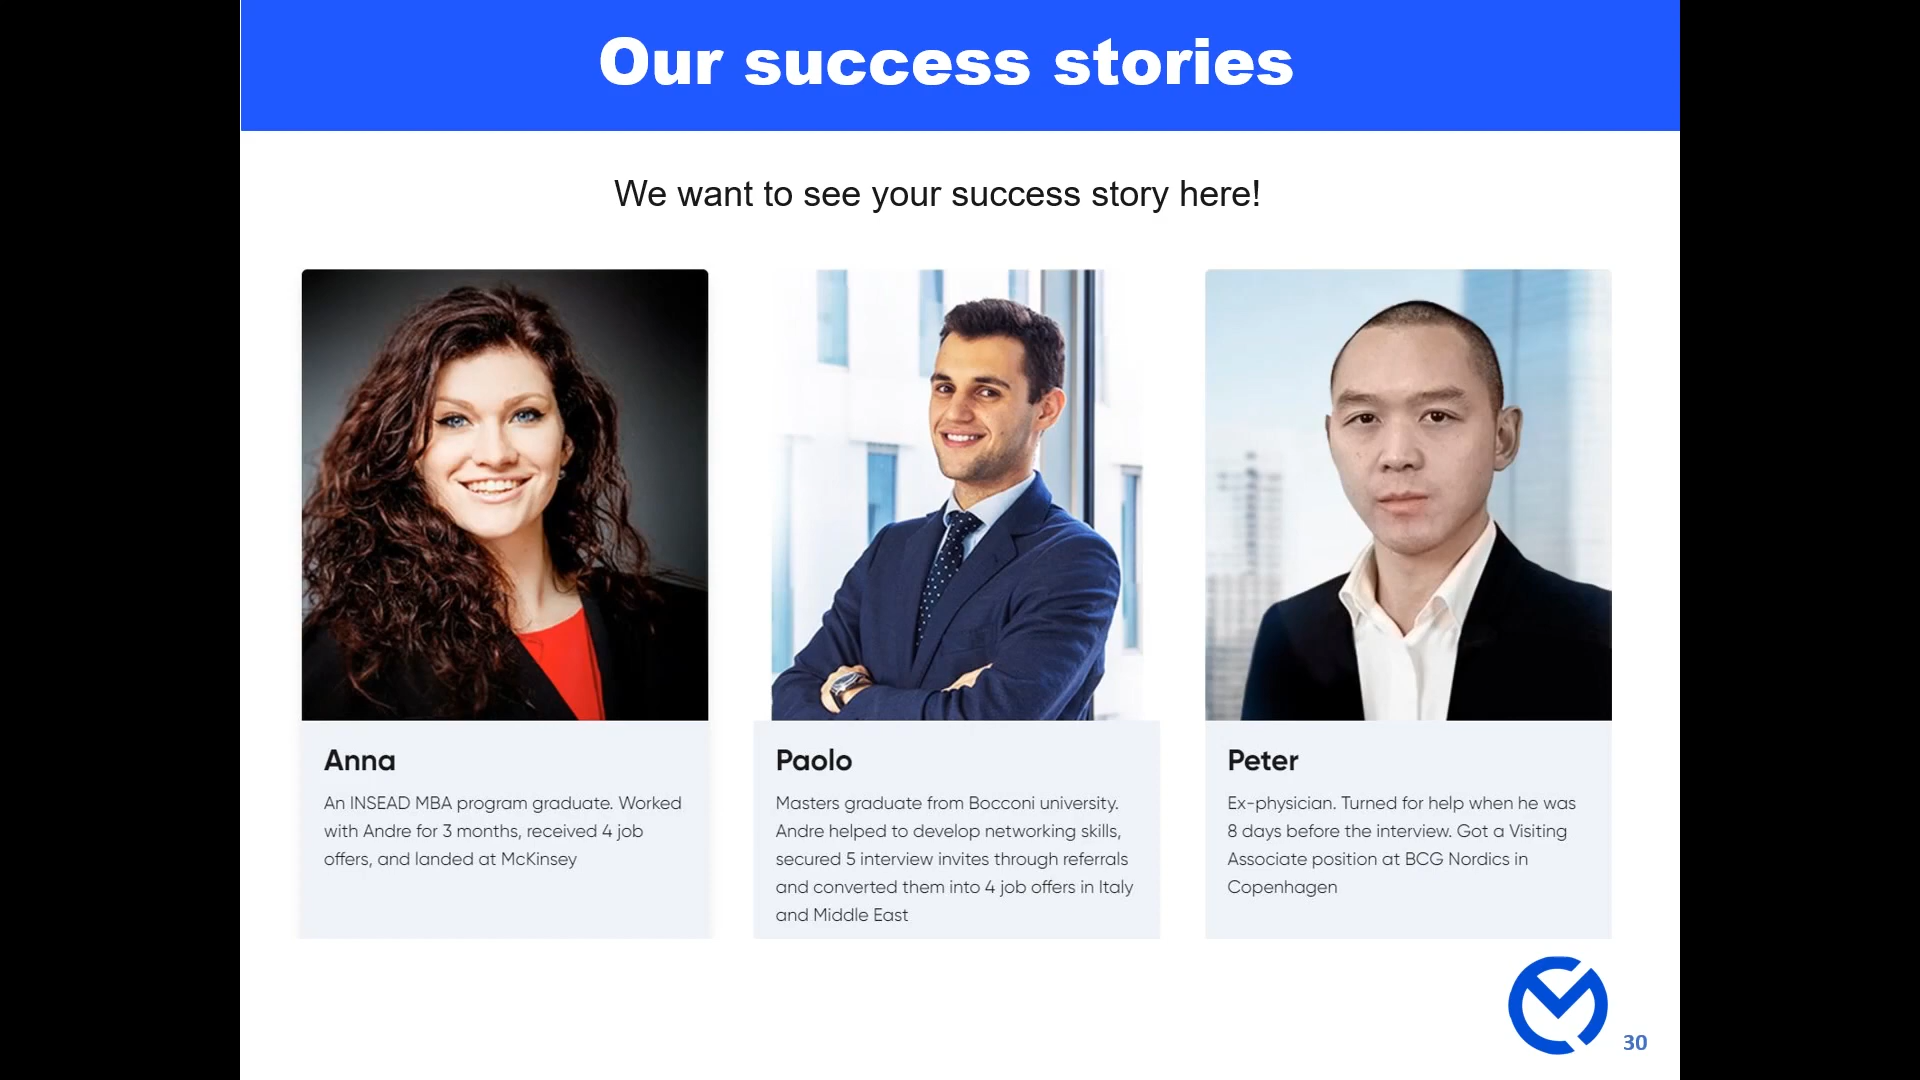 Our success stories
We want to see your success story here!
Anna
An INSEAD MBA program graduate. Worked
with Andre for 3 months, received 4 job
offers, and landed at McKinsey
Paolo
Masters graduate from Bocconi university.
Andre helped to develop networking skills,
secured 5 interview invites through referrals
and converted them into 4 job offers in Italy
and Middle East
Peter
Ex-physician. Turned for help when he was
8 days before the interview. Got a Visiting
Associate position at BCG Nordics in
Copenhagen
30